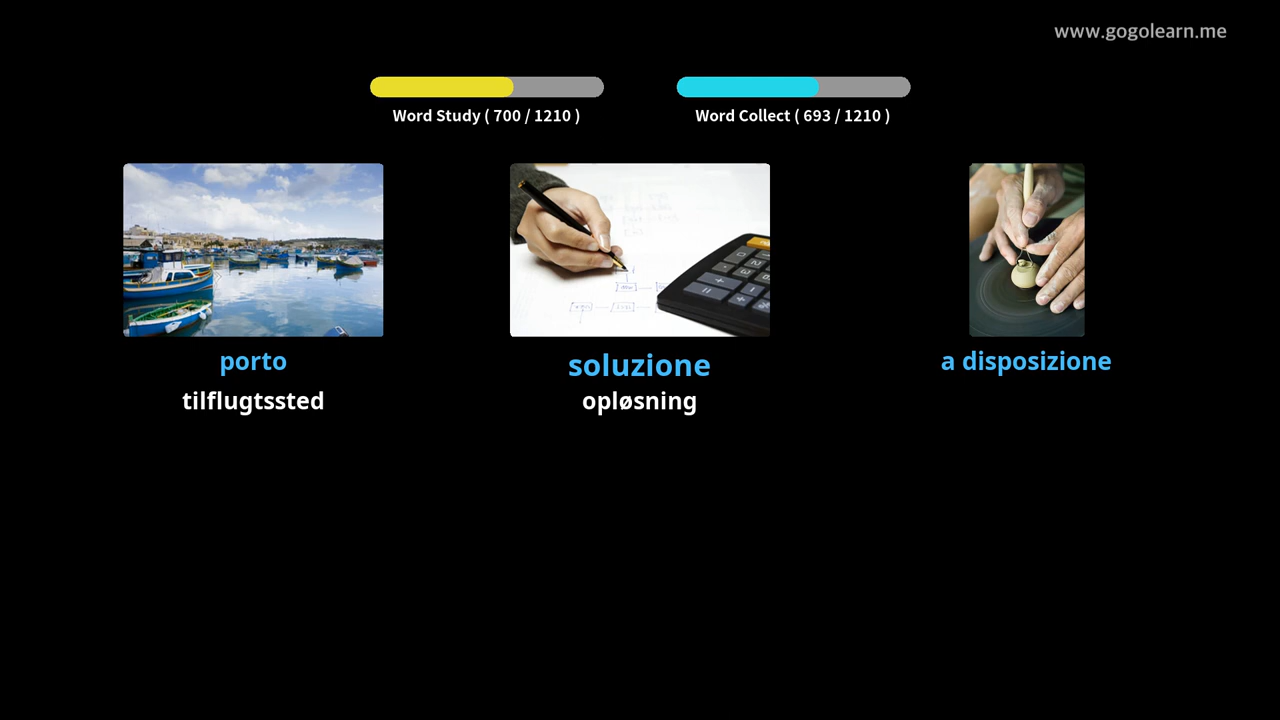 www.gogolearn.me
Word Study ( 700 / 1210 )
Word Collect ( 693 / 1210 )
porto
tilflugtssted
soluzione
opløsning
a disposizione